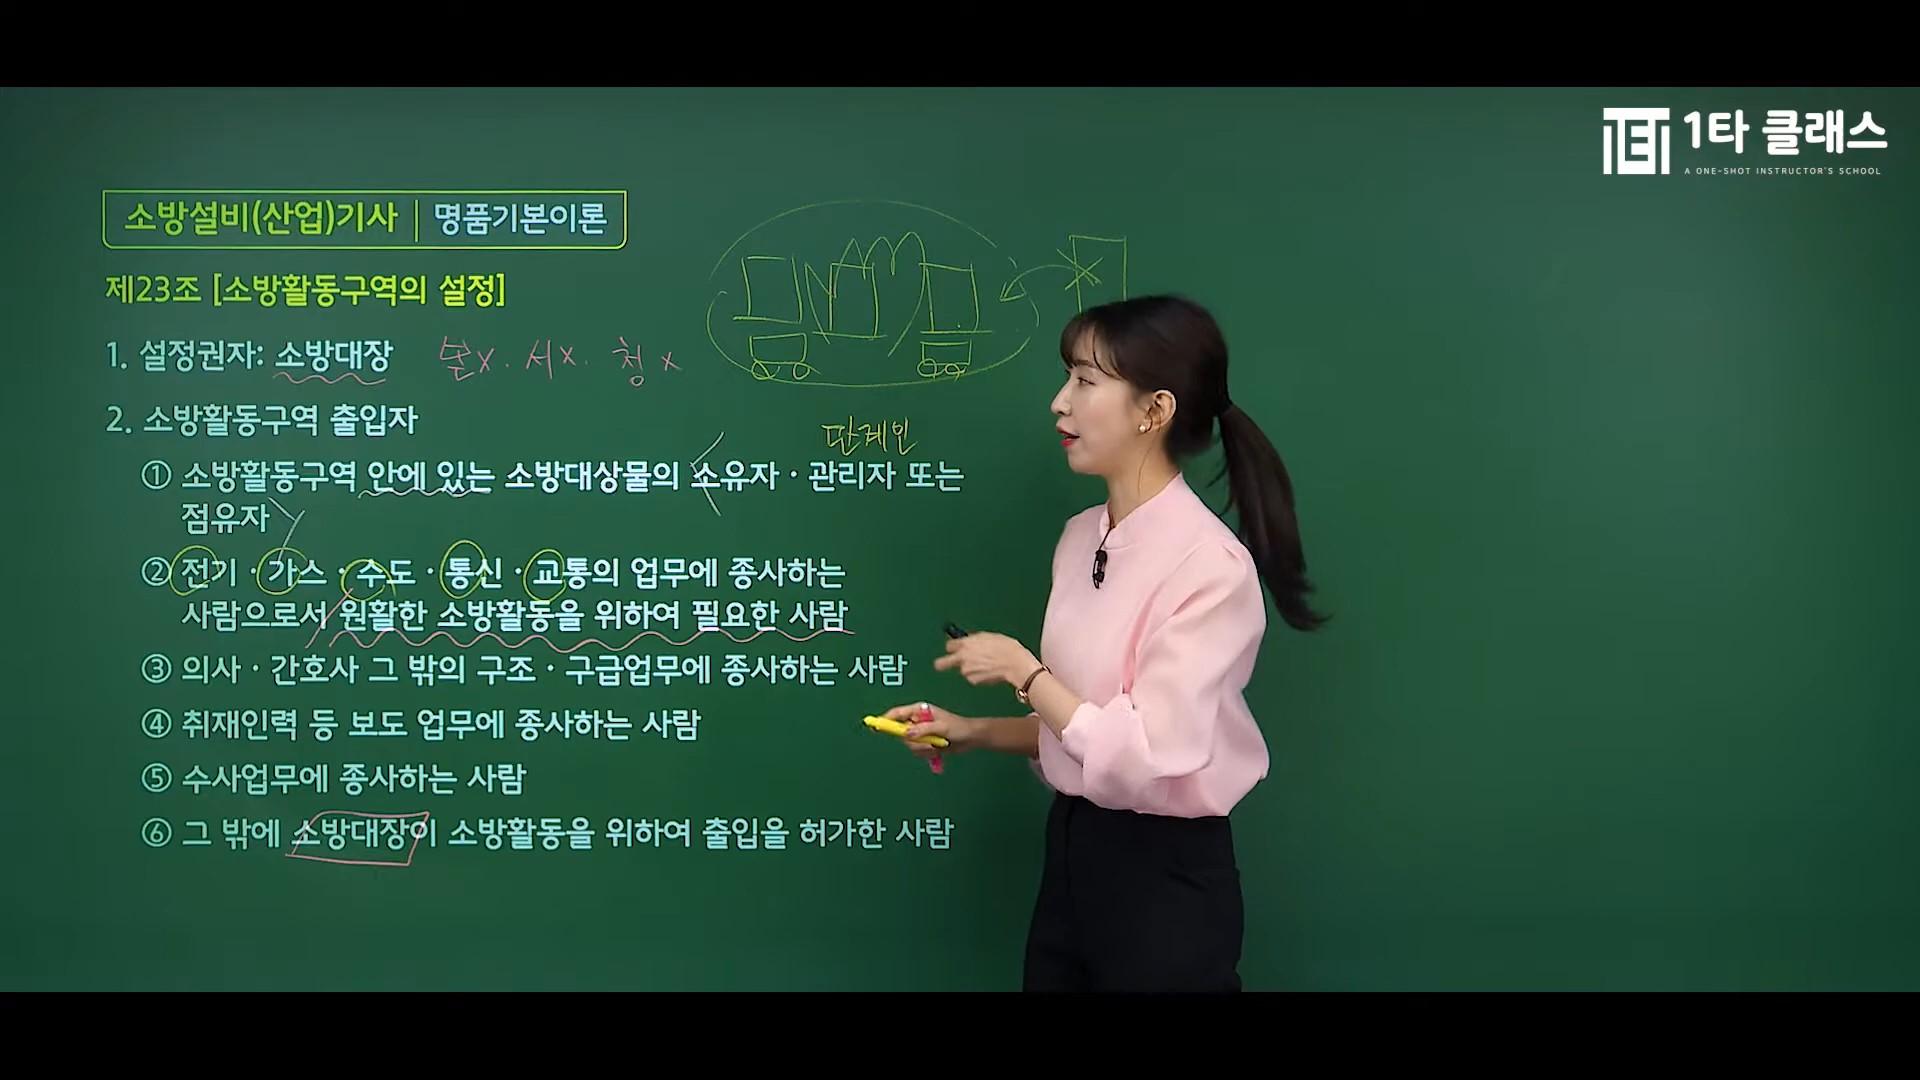 1타 클래스
A ONE-SHOT INSTRUCTOR'S SCHOOL
소방설비(산업)기사 | 명품기본이론
제23조 [소방활동구역의 설정]
1. 설정권자: 소방대장 본x · 서x · 청x
2. 소방활동구역 출입자
관계인
① 소방활동구역 안에 있는 소방대상물의 소유자 · 관리자 또는
점유자
② 전기 · 가스 · 수도 · 통신 · 교통의 업무에 종사하는
사람으로서 원활한 소방활동을 위하여 필요한 사람
③ 의사 · 간호사 그 밖의 구조 · 구급업무에 종사하는 사람
④ 취재인력 등 보도 업무에 종사하는 사람
⑤ 수사업무에 종사하는 사람
⑥ 그 밖에 소방대장이 소방활동을 위하여 출입을 허가한 사람